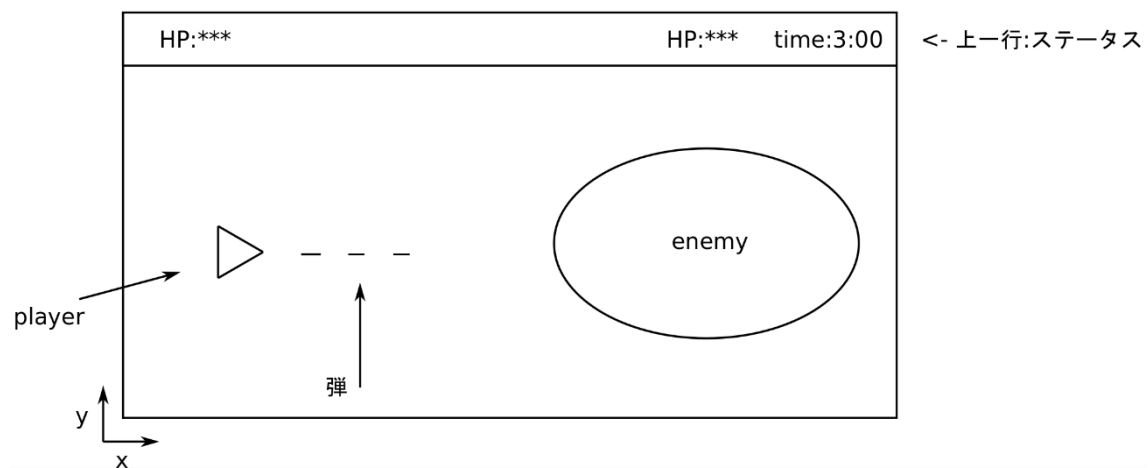 HP:*** HP:*** time:3:00 <- 上一行:ステータス
enemy
player
弾
y
x